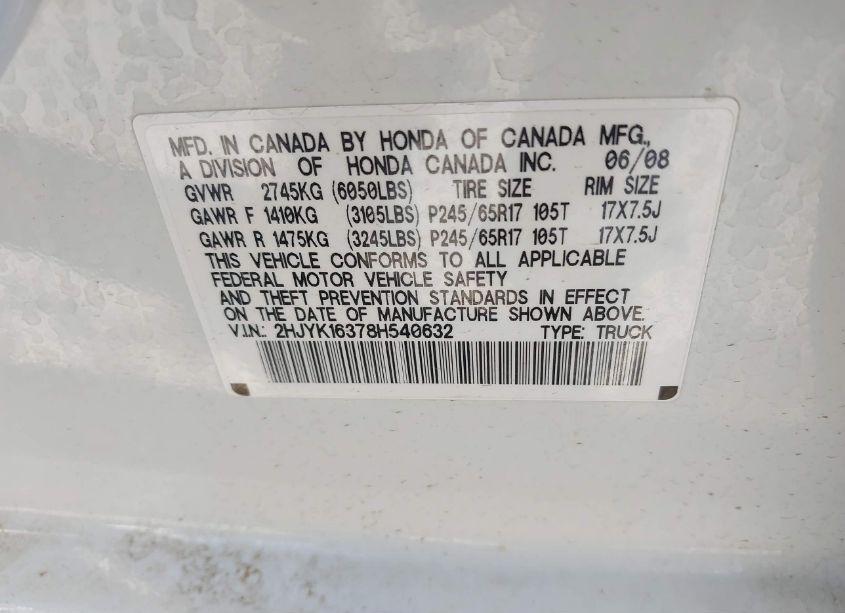 MFD. IN CANADA BY HONDA OF CANADA MFG.,
A DIVISION OF HONDA CANADA INC. 06/08
GVWR 2745KG (6050LBS) TIRE SIZE RIM SIZE
GAWR F 1410KG (3105LBS) P245/65R17 105T 17X7.5J
GAWR R 1475KG (3245LBS) P245/65R17 105T 17X7.5J
THIS VEHICLE CONFORMS TO ALL APPLICABLE
FEDERAL MOTOR VEHICLE SAFETY
AND THEFT PREVENTION STANDARDS IN EFFECT
ON THE DATE OF MANUFACTURE SHOWN ABOVE.
V.I.N.: 2HJYK16378H540632 TYPE: TRUCK